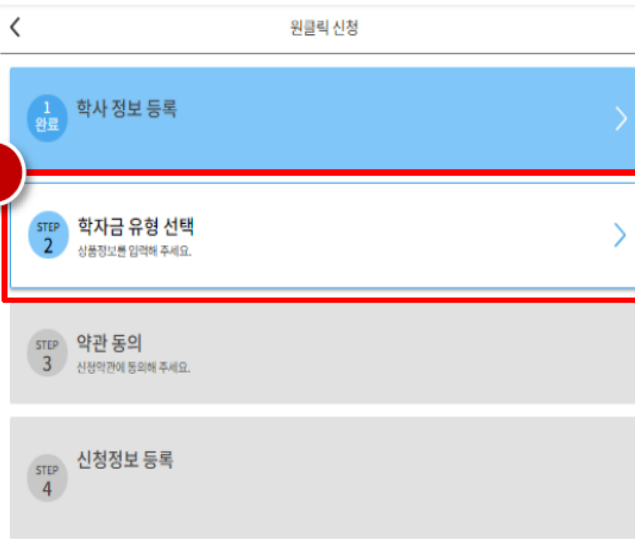 원클릭 신청
1
완료
학사 정보 등록
STEP
2
학자금 유형 선택
상품정보를 입력해 주세요.
STEP
3
약관 동의
신청약관에 동의해 주세요.
STEP
4
신청정보 등록